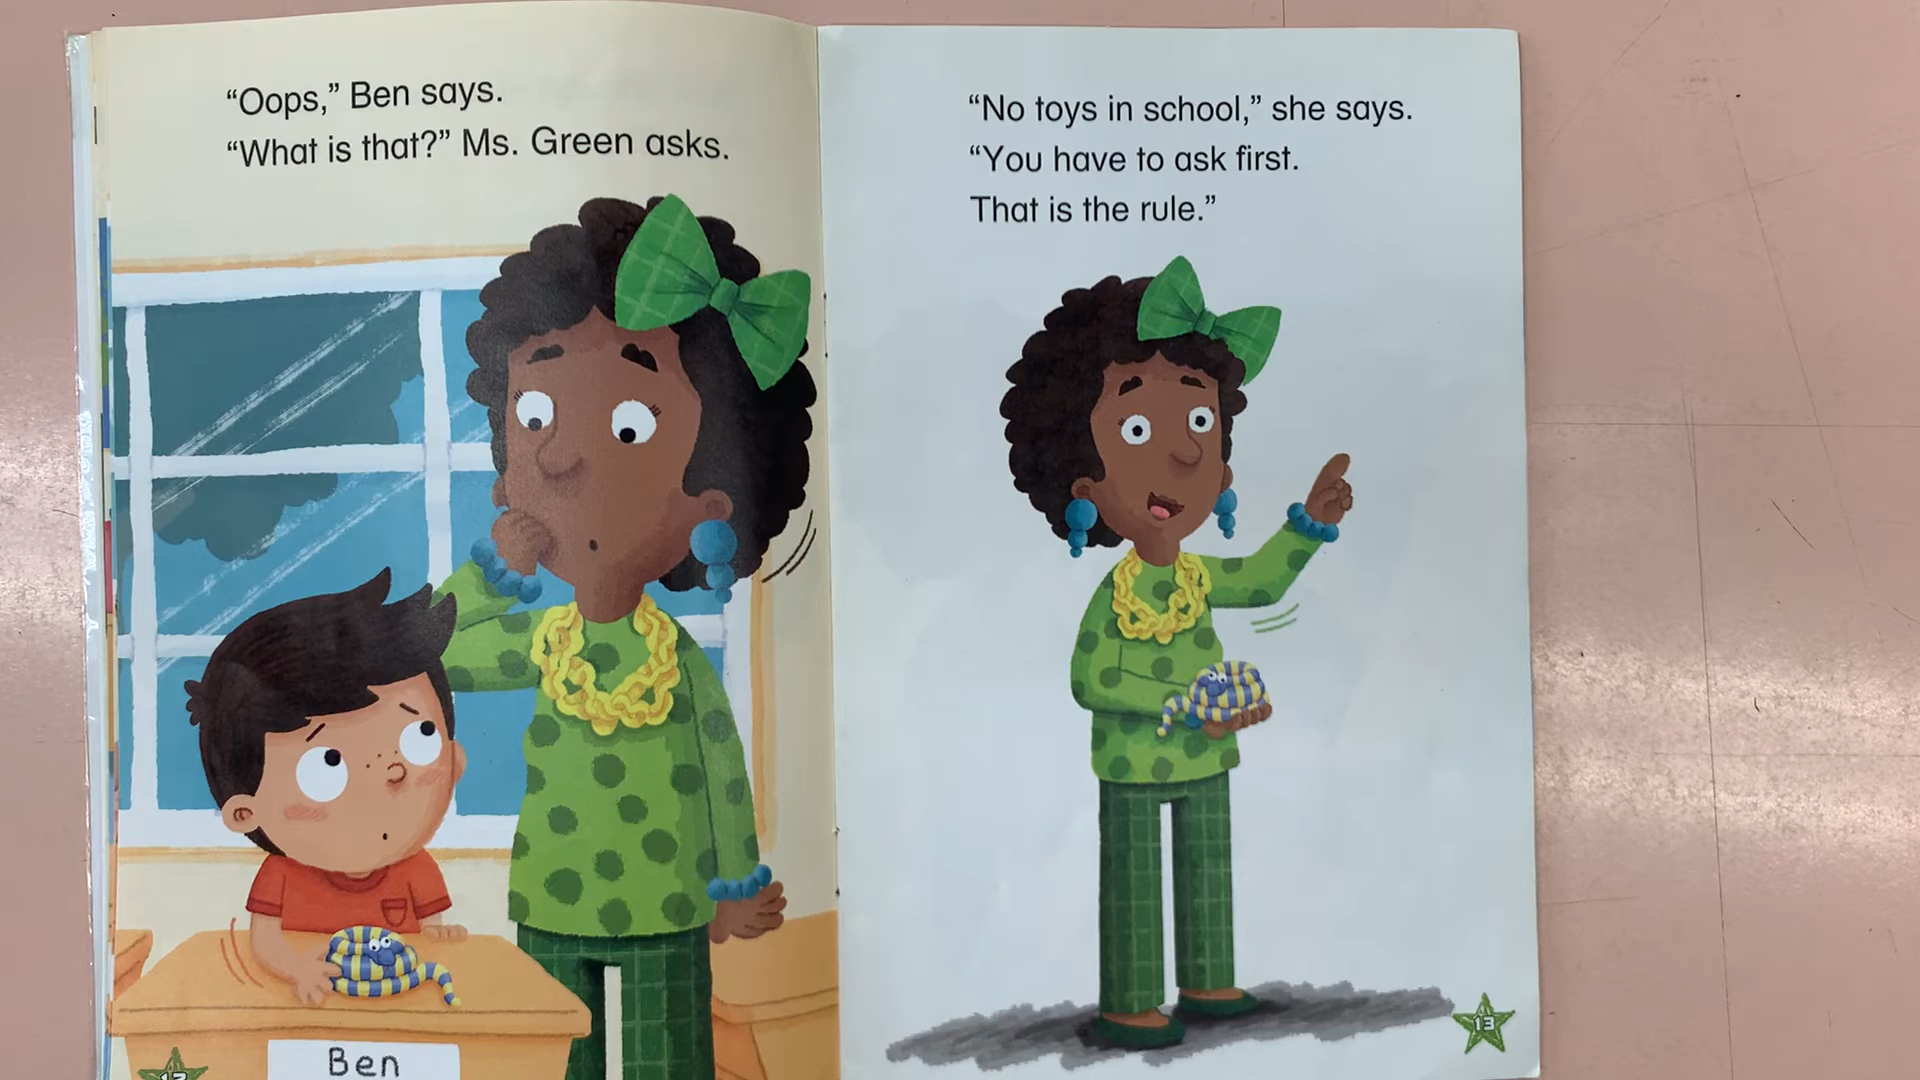 “Oops,” Ben says.
“What is that?” Ms. Green asks.
Ben
“No toys in school,” she says.
“You have to ask first.
That is the rule.”
13